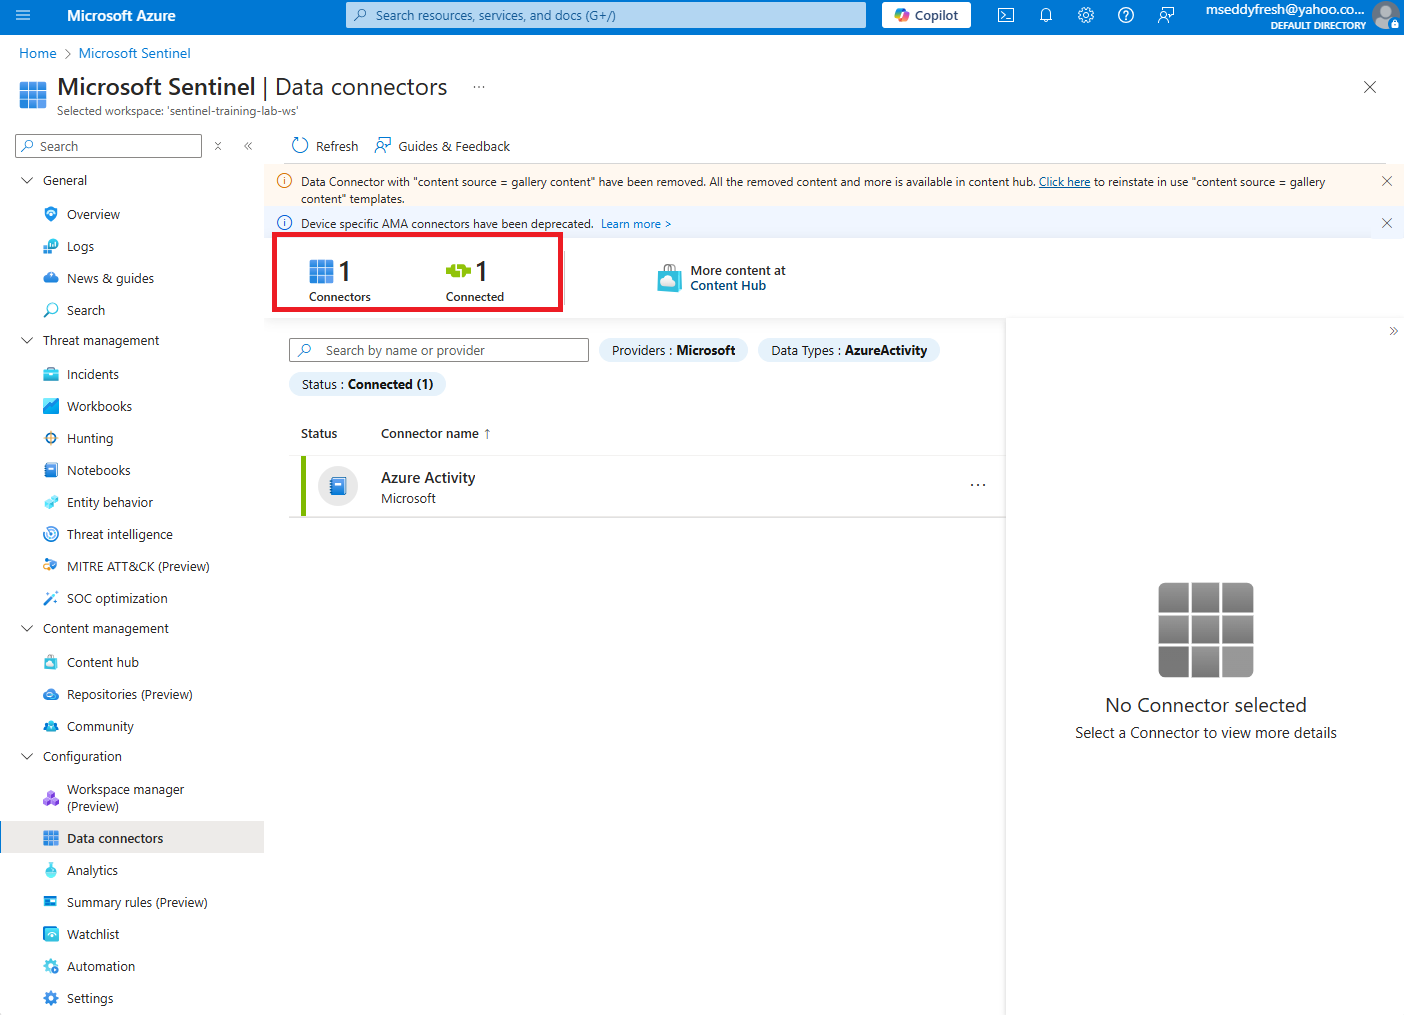 Microsoft Azure
Search resources, services, and docs (G+/)
Copilot
mseddyfresh@yahoo.co...
DEFAULT DIRECTORY
Home > Microsoft Sentinel
Microsoft Sentinel | Data connectors ...
Selected workspace: 'sentinel-training-lab-ws'
Search
Refresh
Guides & Feedback
General
Overview
Logs
News & guides
Search
Threat management
Incidents
Workbooks
Hunting
Notebooks
Entity behavior
Threat intelligence
MITRE ATT&CK (Preview)
SOC optimization
Content management
Content hub
Repositories (Preview)
Community
Configuration
Workspace manager
(Preview)
Data connectors
Analytics
Summary rules (Preview)
Watchlist
Automation
Settings
Data Connector with "content source = gallery content" have been removed. All the removed content and more is available in content hub. Click here to reinstate in use "content source = gallery
content" templates.
Device specific AMA connectors have been deprecated. Learn more >
1
Connectors
1
Connected
More content at
Content Hub
Search by name or provider
Providers : Microsoft
Data Types : AzureActivity
Status : Connected (1)
Status
Connector name ↑
Azure Activity
Microsoft
...
No Connector selected
Select a Connector to view more details